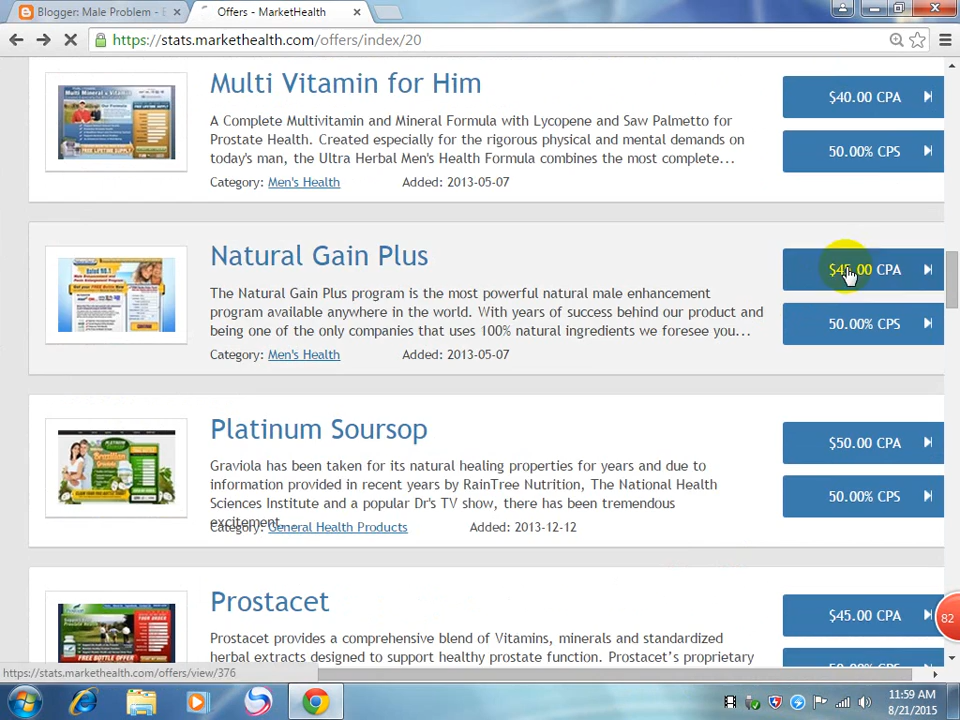 Blogger: Male Problem - E
Offers - MarketHealth
https://stats.markethealth.com/offers/index/20
Multi Vitamin for Him
A Complete Multivitamin and Mineral Formula with Lycopene and Saw Palmetto for
Prostate Health. Created especially for the rigorous physical and mental demands on
today's man, the Ultra Herbal Men's Health Formula combines the most complete...
Category: Men's Health Added: 2013-05-07
$40.00 CPA
50.00% CPS
Natural Gain Plus
The Natural Gain Plus program is the most powerful natural male enhancement
program available anywhere in the world. With years of success behind our product and
being one of the only companies that uses 100% natural ingredients we foresee you...
Category: Men's Health Added: 2013-05-07
$45.00 CPA
50.00% CPS
Platinum Soursop
Graviola has been taken for its natural healing properties for years and due to
information provided in recent years by RainTree Nutrition, The National Health
Sciences Institute and a popular Dr's TV show, there has been tremendous
excitement...
Category: General Health Products Added: 2013-12-12
$50.00 CPA
50.00% CPS
Prostacet
Prostacet provides a comprehensive blend of Vitamins, minerals and standardized
herbal extracts designed to support healthy prostate function. Prostacet's proprietary
$45.00 CPA
50.00% CPS
82
https://stats.markethealth.com/offers/view/376
11:59 AM
8/21/2015